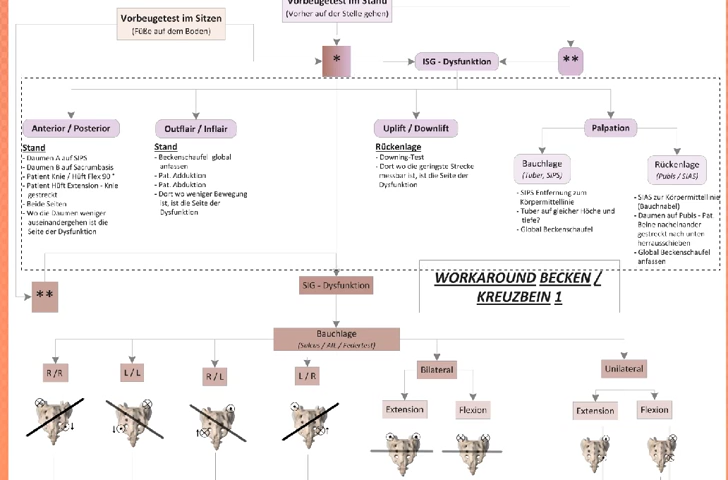 Vorbeugetest im Stand
(Vorher auf der Stelle gehen)
Vorbeugetest im Sitzen
(Füße auf dem Boden)
*
ISG - Dysfunktion
**
Anterior / Posterior
Stand
- Daumen A auf SIPS
- Daumen B auf Sacrumbasis
- Patient Knie / Hüft Flex 90 °
- Patient Hüft Extension - Knie
gestreckt
- Beide Seiten
- Wo die Daumen weniger
auseinandergehen ist die
Seite der Dysfunktion
Outflair / Inflair
Stand
- Beckenschaufel global
anfassen
- Pat. Adduktion
- Pat. Abduktion
- Dort wo weniger Bewegung
ist, ist die Seite der
Dysfunktion
Uplift / Downlift
Rückenlage
- Downing-Test
- Dort wo die geringste Strecke
messbar ist, ist die Seite der
Dysfunktion
Palpation
Bauchlage
(Tuber, SIPS)
- SIPS Entfernung zum
Körpermittellinie
- Tuber auf gleicher Höche und
tiefe?
- Global Beckenschaufel
Rückenlage
(Pubis / SIAS)
- SIAS zur Körpermittellinie
(Bauchnabel)
- Daumen auf Pubis - Pat.
Beine nacheinander
gestreckt nach unten
herrausschieben
- Global Beckenschaufel
anfassen
**
SIG - Dysfunktion
WORKAROUND BECKEN /
KREUZBEIN 1
Bauchlage
(Sulcus / AIL / Federtest)
R / R
L / L
R / L
L / R
Bilateral
Extension
Flexion
Unilateral
Extension
Flexion